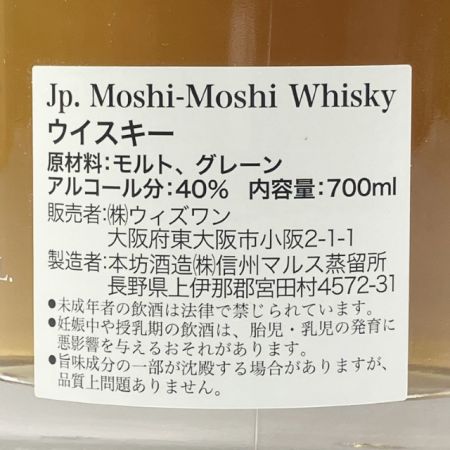 Jp. Moshi-Moshi Whisky
ウイスキー
原材料：モルト、グレーン
アルコール分：40%　内容量：700ml
販売者：㈱ウィズワン
大阪府東大阪市小阪2-1-1
製造者：本坊酒造㈱信州マルス蒸留所
長野県上伊那郡宮田村4572-31
●未成年者の飲酒は法律で禁じられています。
●妊娠中や授乳期の飲酒は、胎児・乳児の発育に
悪影響を与えるおそれがあります。
●旨味成分の一部が沈殿する場合がありますが、
品質上問題ありません。